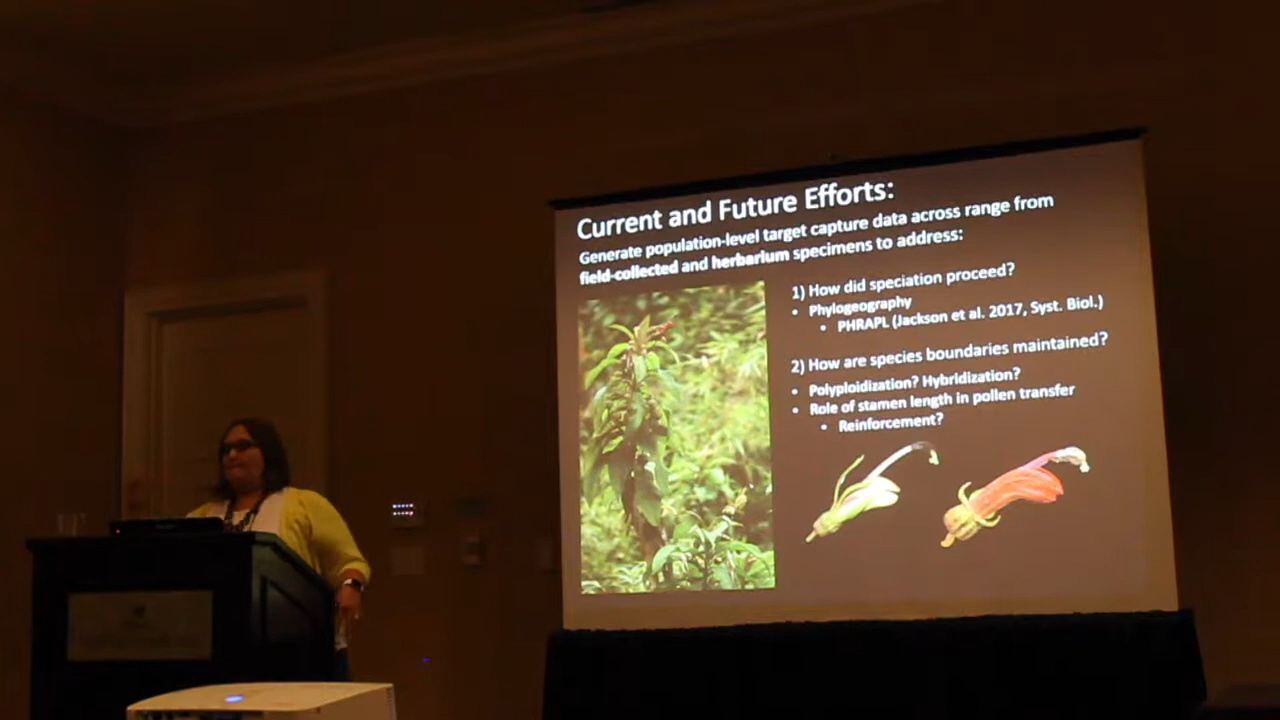 Current and Future Efforts:
Generate population-level target capture data across range from
field-collected and herbarium specimens to address:
1) How did speciation proceed?
• Phylogeography
• PHRAPL (Jackson et al. 2017, Syst. Biol.)
2) How are species boundaries maintained?
• Polyploidization? Hybridization?
• Role of stamen length in pollen transfer
• Reinforcement?